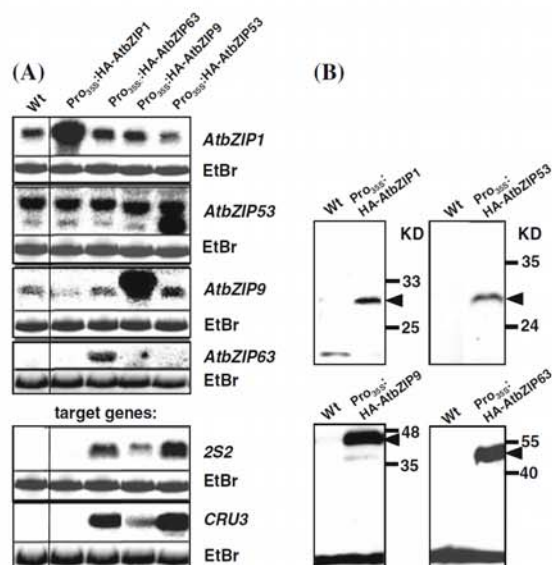 (A)
Wt
Pro35S:HA-AtbZIP1
Pro35S:HA-AtbZIP63
Pro35S:HA-AtbZIP9
Pro35S:HA-AtbZIP53
AtbZIP1
EtBr
AtbZIP53
EtBr
AtbZIP9
EtBr
AtbZIP63
EtBr
target genes:
2S2
EtBr
CRU3
EtBr
(B)
Wt
Pro35S:
HA-AtbZIP1
KD
33
25
Wt
Pro35S:
HA-AtbZIP53
KD
35
24
Wt
Pro35S:
HA-AtbZIP9
48
35
Wt
Pro35S:
HA-AtbZIP63
55
40